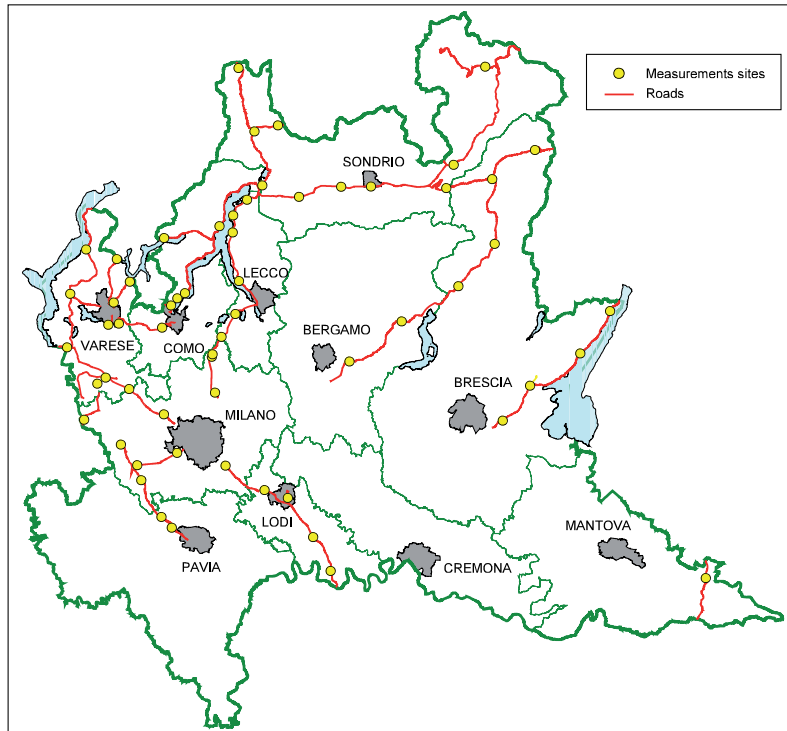 Measurements sites
Roads
SONDRIO
LECCO
BERGAMO
VARESE
COMO
BRESCIA
MILANO
LODI
MANTOVA
PAVIA
CREMONA